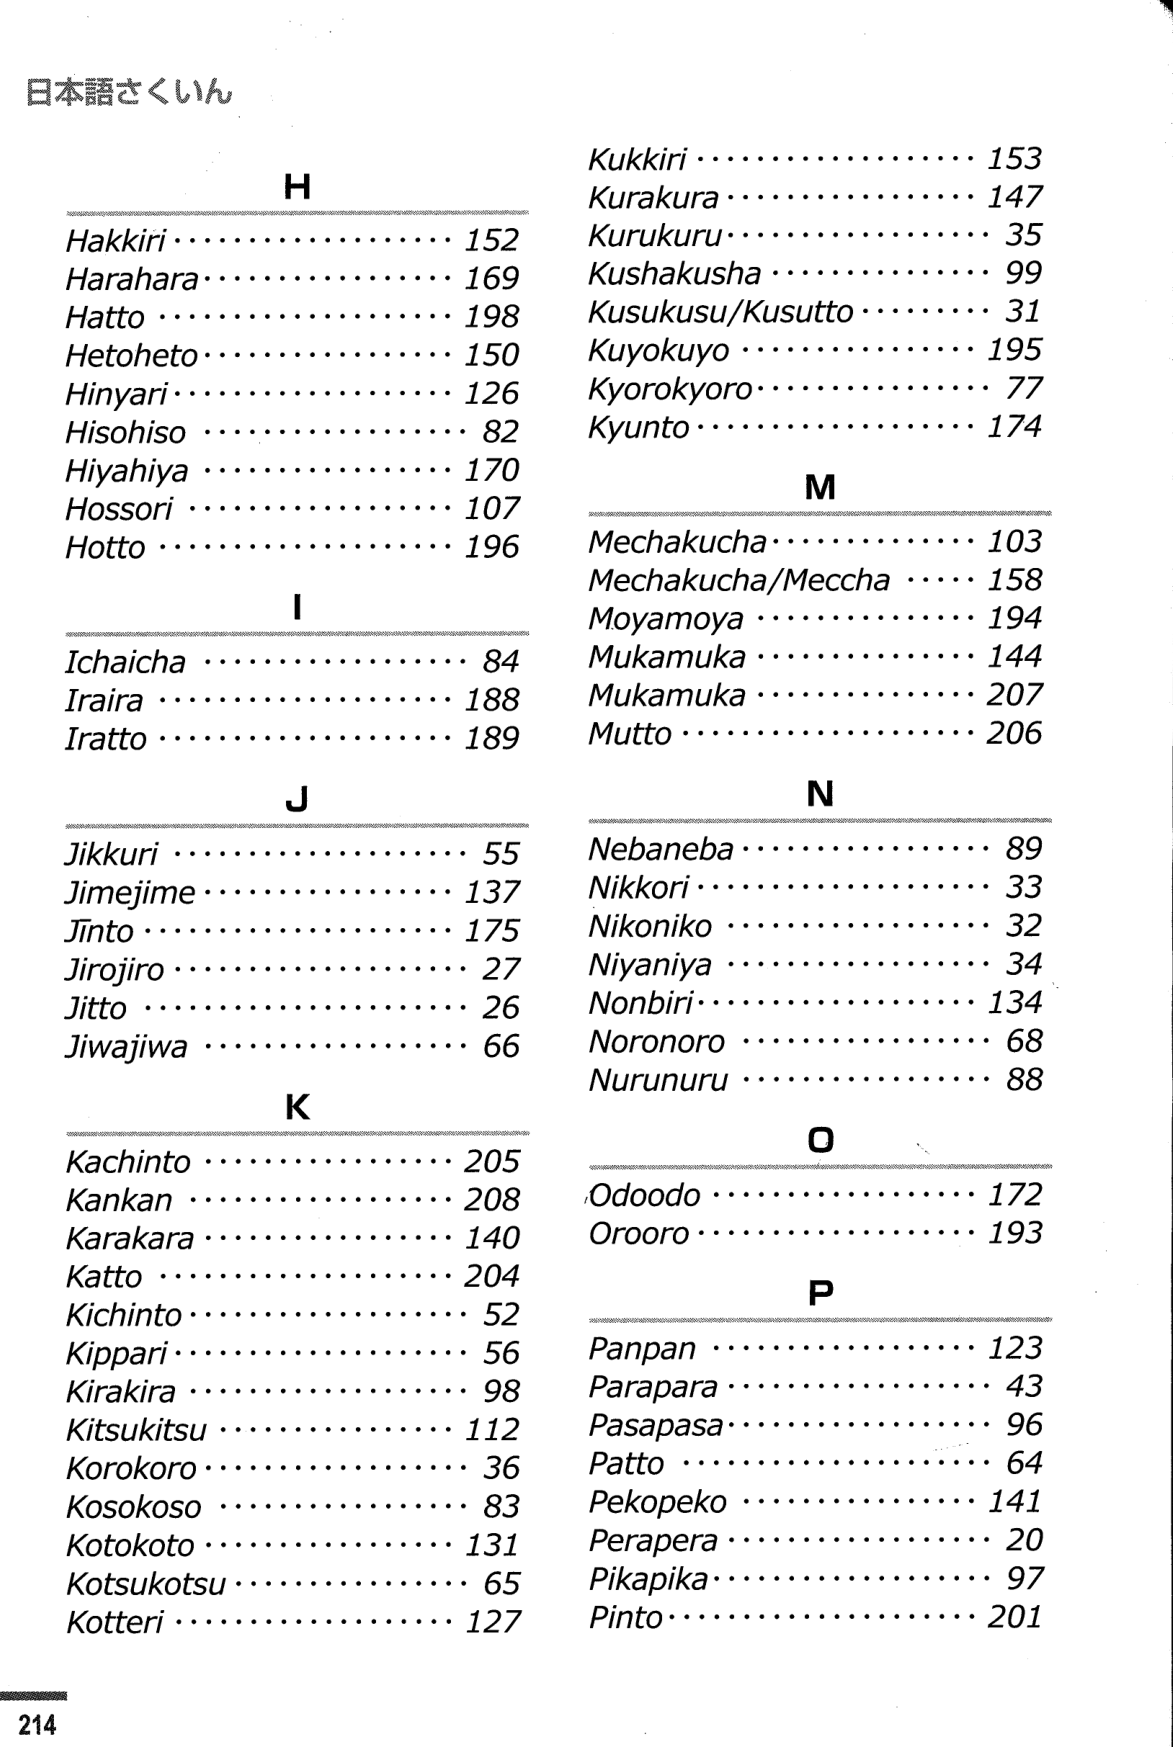 日本語さくいん
H
Hakkiri ··················· 152
Harahara ················· 169
Hatto ···················· 198
Hetoheto ················· 150
Hinyari ··················· 126
Hisohiso ·················· 82
Hiyahiya ················· 170
Hossori ·················· 107
Hotto ···················· 196
I
Ichaicha ·················· 84
Iraira ···················· 188
Iratto ···················· 189
J
Jikkuri ···················· 55
Jimejime ················· 137
Jīnto ····················· 175
Jirojiro ···················· 27
Jitto ······················ 26
Jiwajiwa ·················· 66
K
Kachinto ················· 205
Kankan ·················· 208
Karakara ················· 140
Katto ···················· 204
Kichinto ··················· 52
Kippari ···················· 56
Kirakira ··················· 98
Kitsukitsu ················ 112
Korokoro ·················· 36
Kosokoso ················· 83
Kotokoto ················· 131
Kotsukotsu ················ 65
Kotteri ··················· 127
Kukkiri ··················· 153
Kurakura ················· 147
Kurukuru ·················· 35
Kushakusha ··············· 99
Kusukusu/Kusutto ········· 31
Kuyokuyo ················ 195
Kyorokyoro ················ 77
Kyunto ··················· 174
M
Mechakucha ·············· 103
Mechakucha/Meccha ····· 158
Moyamoya ··············· 194
Mukamuka ··············· 144
Mukamuka ··············· 207
Mutto ···················· 206
N
Nebaneba ················· 89
Nikkori ···················· 33
Nikoniko ·················· 32
Niyaniya ·················· 34
Nonbiri ··················· 134
Noronoro ················· 68
Nurunuru ················· 88
O
Odoodo ·················· 172
Orooro ··················· 193
P
Panpan ·················· 123
Parapara ·················· 43
Pasapasa ·················· 96
Patto ····················· 64
Pekopeko ················ 141
Perapera ·················· 20
Pikapika ··················· 97
Pinto ····················· 201
214